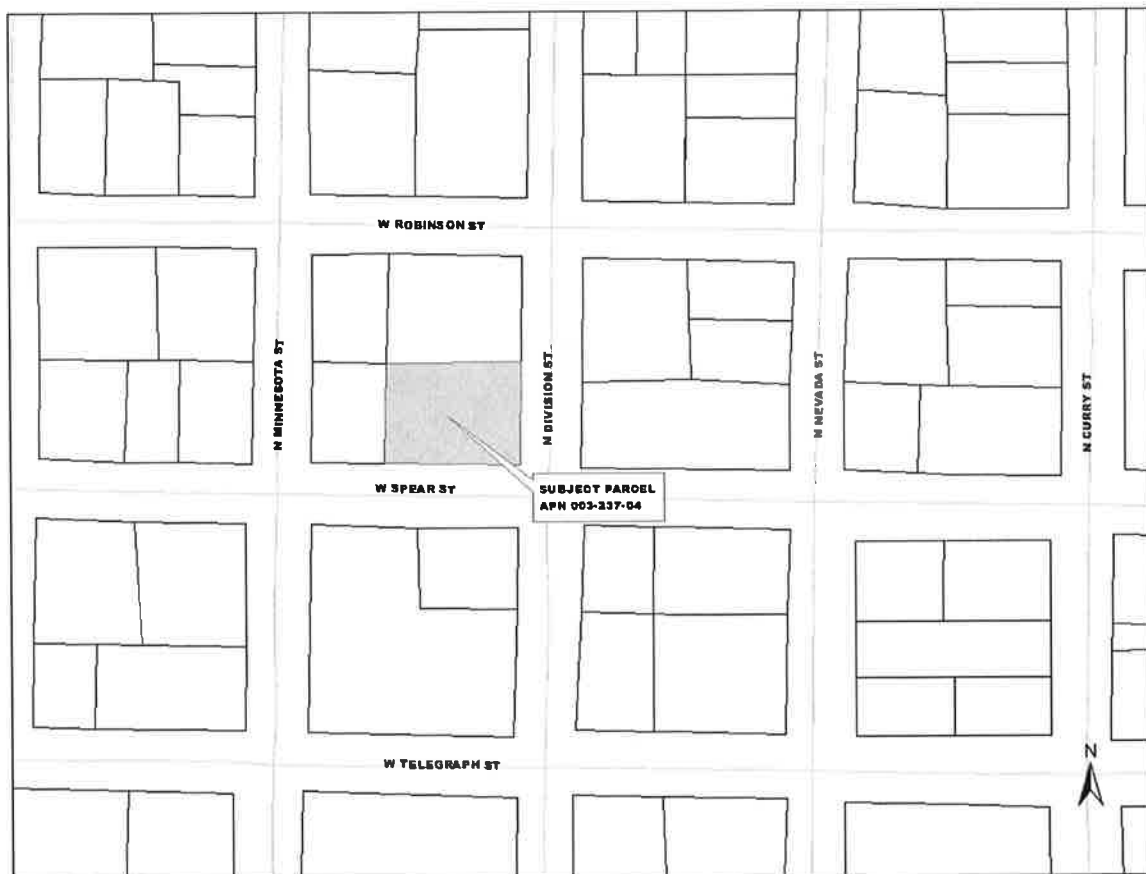 W ROBINSON ST
N MINNESOTA ST
N DIVISION ST
N NEVADA ST
N CURRY ST
W SPEAR ST
SUBJECT PARCEL
APN 003-237-04
W TELEGRAPH ST
N